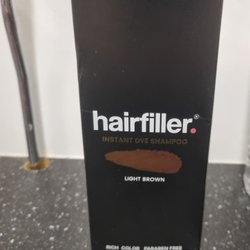 hairfiller.®
INSTANT DYE SHAMPOO
LIGHT BROWN
RICH COLOR PARABEN FREE